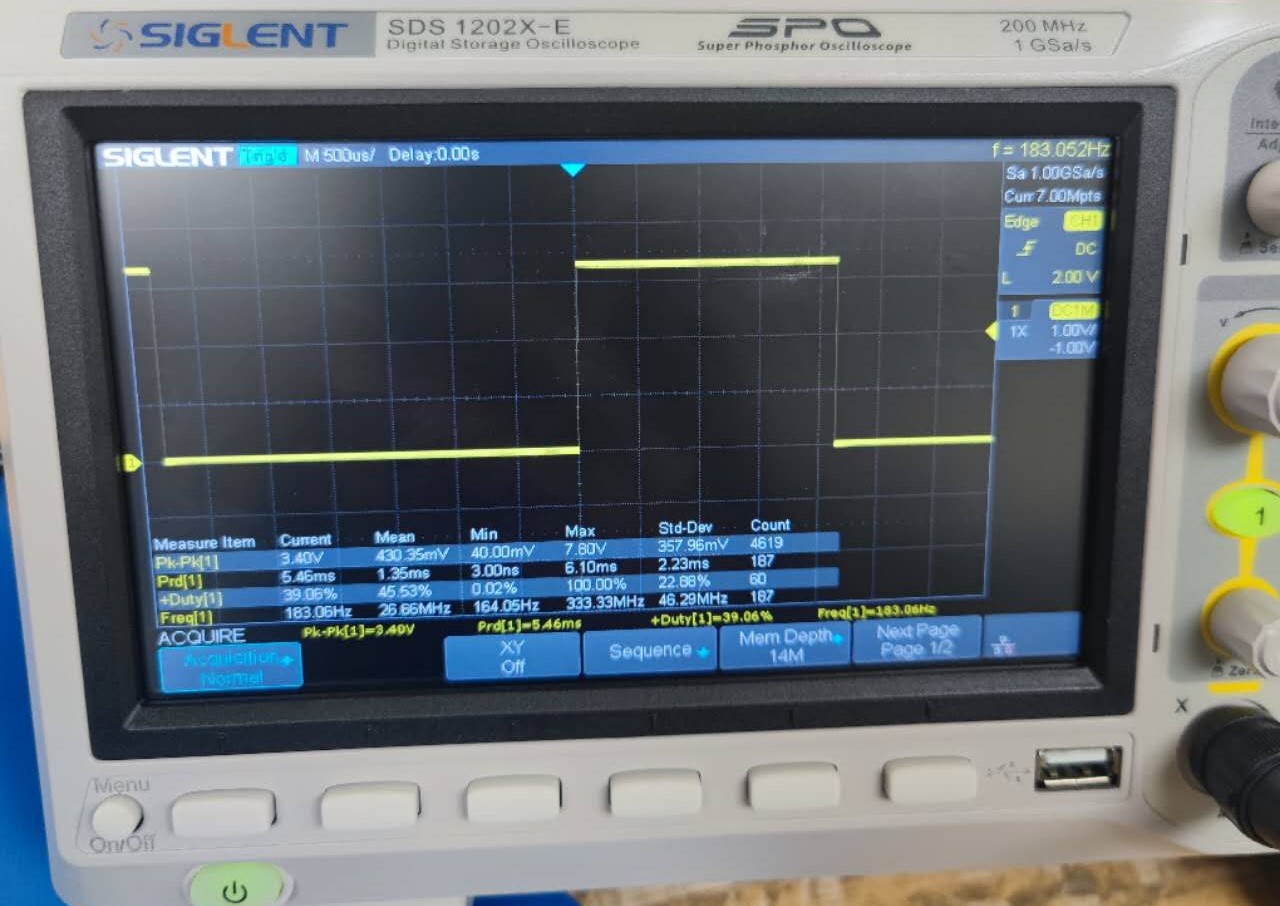 SIGLENT
SDS 1202X-E
Digital Storage Oscilloscope
SPO
Super Phosphor Oscilloscope
200 MHz
1 GSa/s
SIGLENT Trig'd M 500us/ Delay:0.00s
f = 183.052Hz
Sa 1.00GSa/s
Curr 7.00Mpts
Edge CH1
DC
L 2.00 V
1 DC1M
1X 1.00V/
-1.00V
1
Measure Item Current Mean Min Max Std-Dev Count
Pk-Pk[1] 3.40V 430.35mV 40.00mV 7.80V 357.96mV 4619
Prd[1] 5.46ms 1.35ms 3.00ns 6.10ms 2.23ms 187
+Duty[1] 39.06% 45.53% 0.02% 100.00% 22.88% 60
Freq[1] 183.06Hz 26.66MHz 164.05Hz 333.33MHz 46.29MHz 187
Pk-Pk[1]=3.40V Prd[1]=5.46ms +Duty[1]=39.06% Freq[1]=183.06Hz
ACQUIRE
Acquisition
Normal
XY
Off
Sequence
Mem Depth
14M
Next Page
Page 1/2
Menu
On/Off
1
X